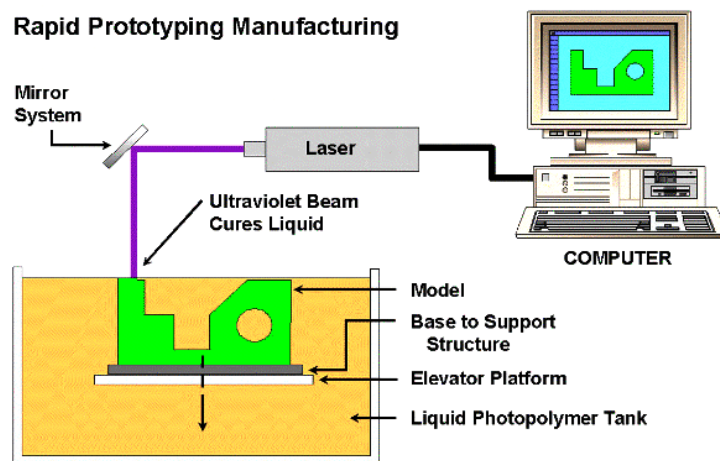 Rapid Prototyping Manufacturing
Mirror
System
Laser
Ultraviolet Beam
Cures Liquid
COMPUTER
Model
Base to Support
Structure
Elevator Platform
Liquid Photopolymer Tank